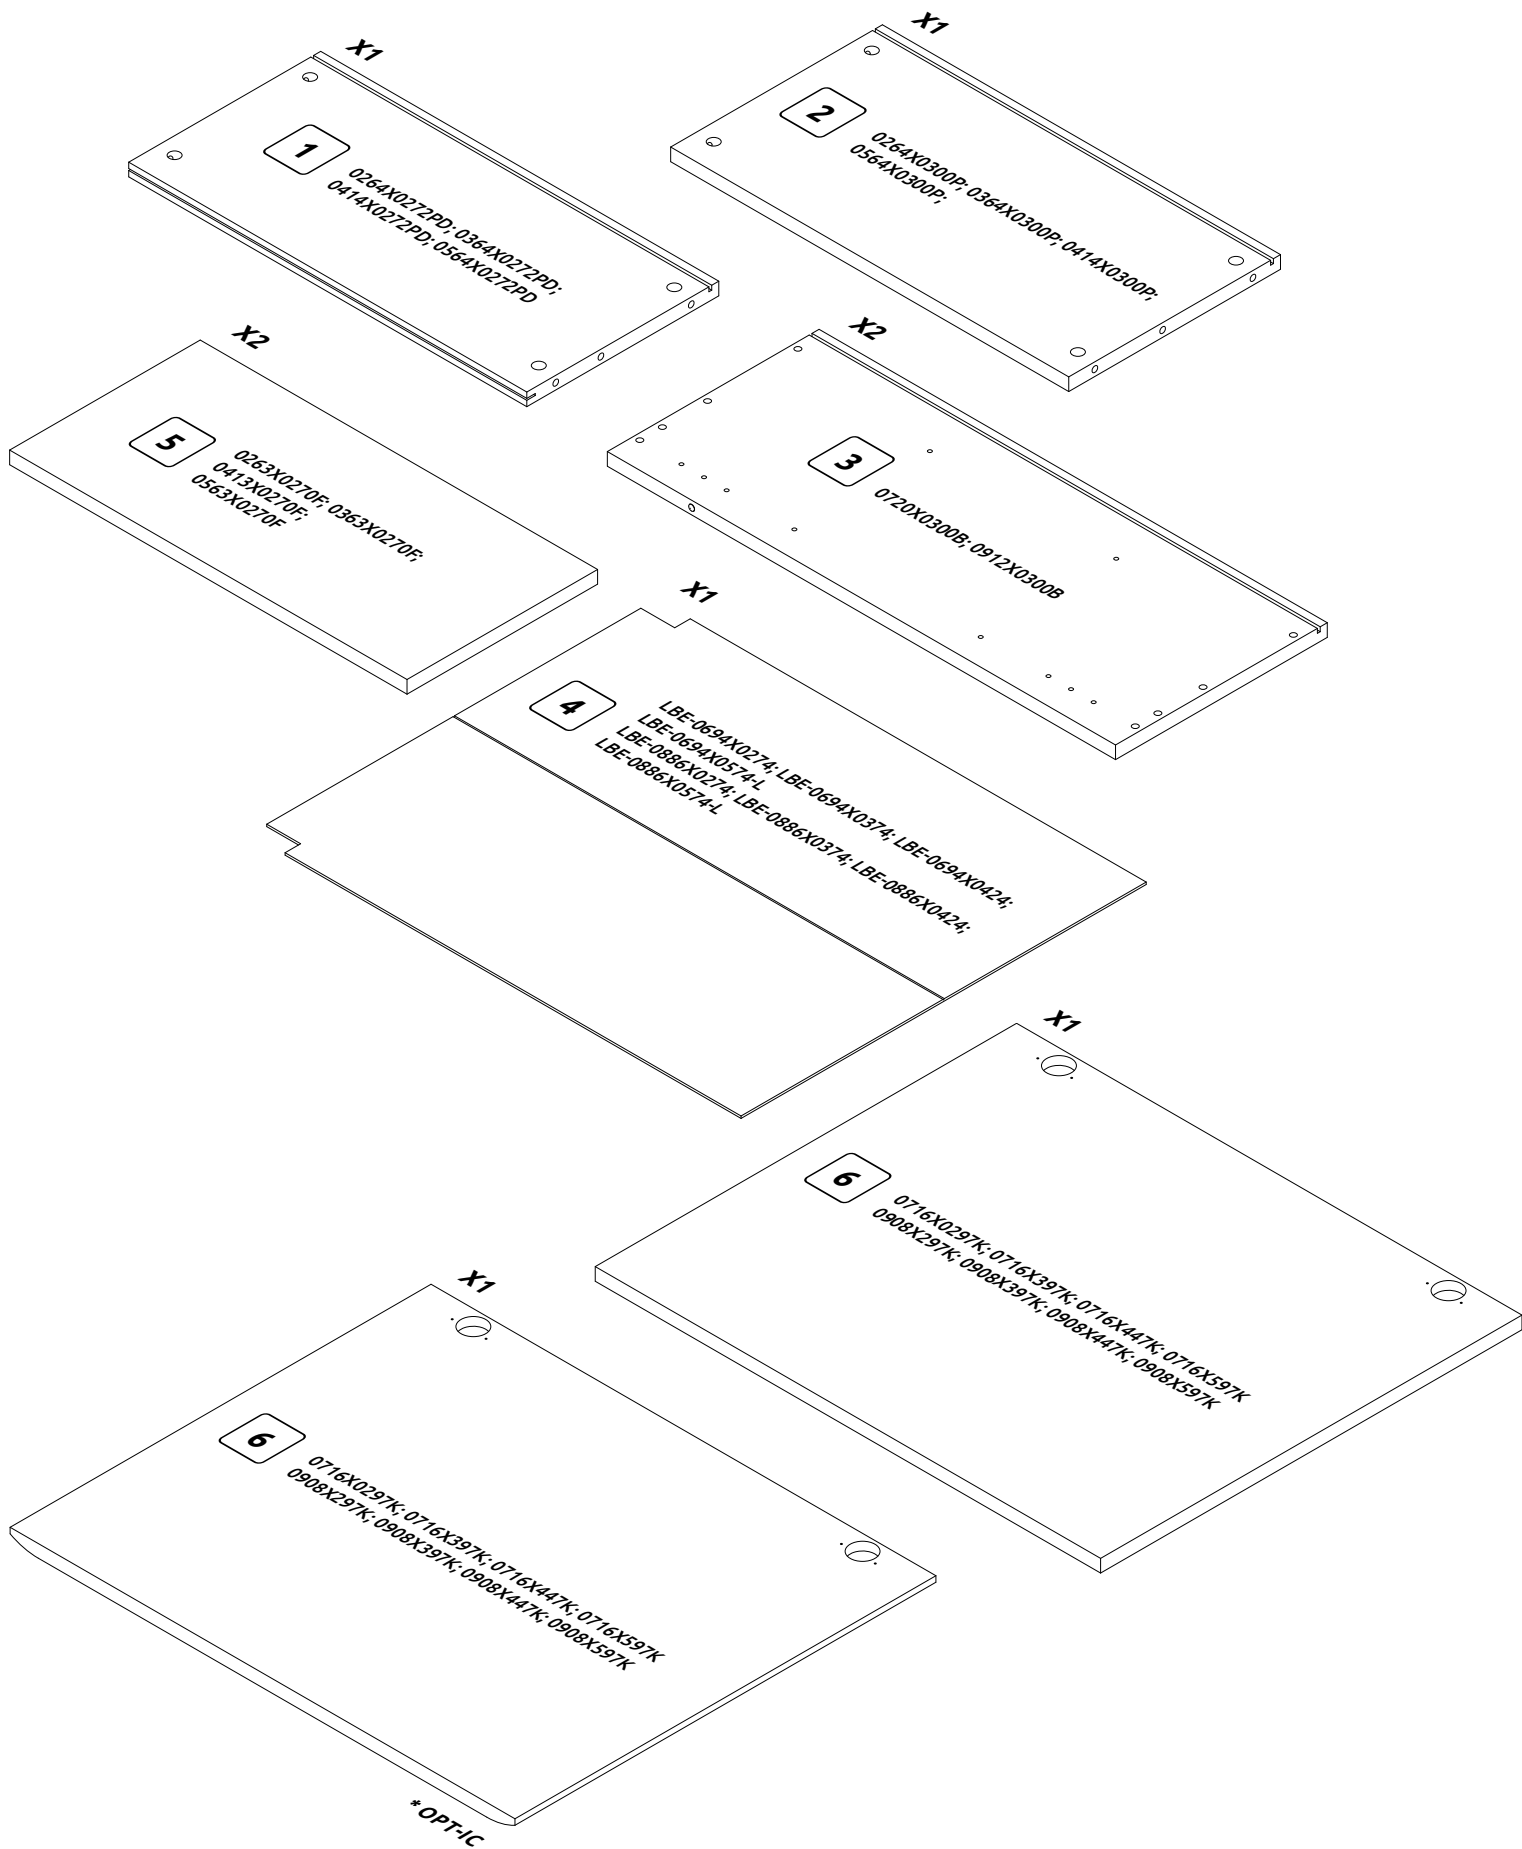 X1
1
0264X0272PD; 0364X0272PD;
0414X0272PD; 0564X0272PD
X1
2
0264X0300P; 0364X0300P; 0414X0300P;
0564X0300P;
X2
5
0263X0270F; 0363X0270F;
0413X0270F;
0563X0270F
X2
3
0720X0300B; 0912X0300B
X1
4
LBE-0694X0274; LBE-0694X0374; LBE-0694X0424;
LBE-0694X0574-L
LBE-0886X0274; LBE-0886X0374; LBE-0886X0424;
LBE-0886X0574-L
X1
6
0716X0297K; 0716X397K; 0716X447K; 0716X597K
0908X297K; 0908X397K; 0908X447K; 0908X597K
X1
6
0716X0297K; 0716X397K; 0716X447K; 0716X597K
0908X297K; 0908X397K; 0908X447K; 0908X597K
* OPT-IC